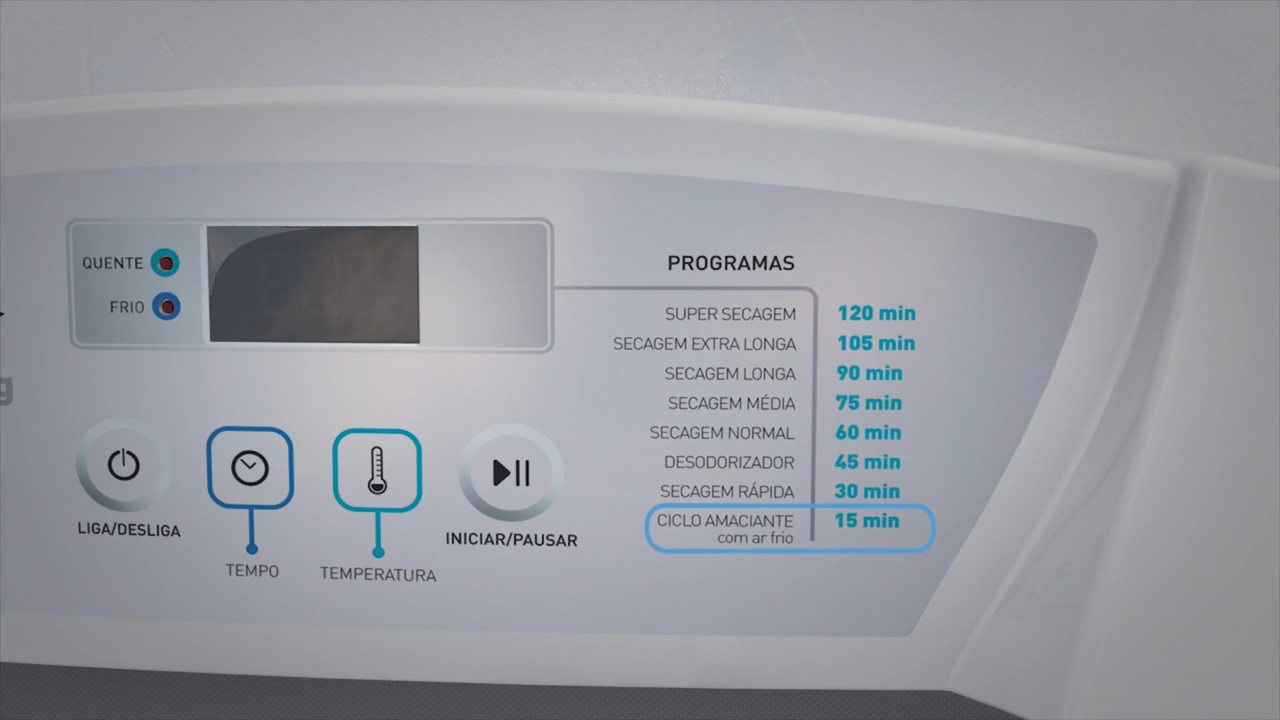 QUENTE
FRIO
g
LIGA/DESLIGA
TEMPO
TEMPERATURA
INICIAR/PAUSAR
PROGRAMAS
SUPER SECAGEM 120 min
SECAGEM EXTRA LONGA 105 min
SECAGEM LONGA 90 min
SECAGEM MÉDIA 75 min
SECAGEM NORMAL 60 min
DESODORIZADOR 45 min
SECAGEM RÁPIDA 30 min
CICLO AMACIANTE 15 min
com ar frio